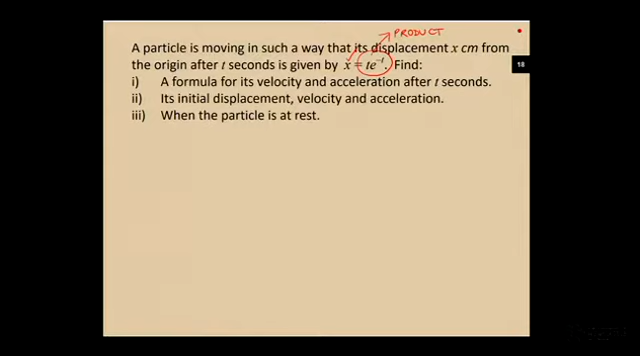 PRODUCT
A particle is moving in such a way that its displacement x cm from
the origin after t seconds is given by x = te⁻ᵗ. Find:
18
i) A formula for its velocity and acceleration after t seconds.
ii) Its initial displacement, velocity and acceleration.
iii) When the particle is at rest.